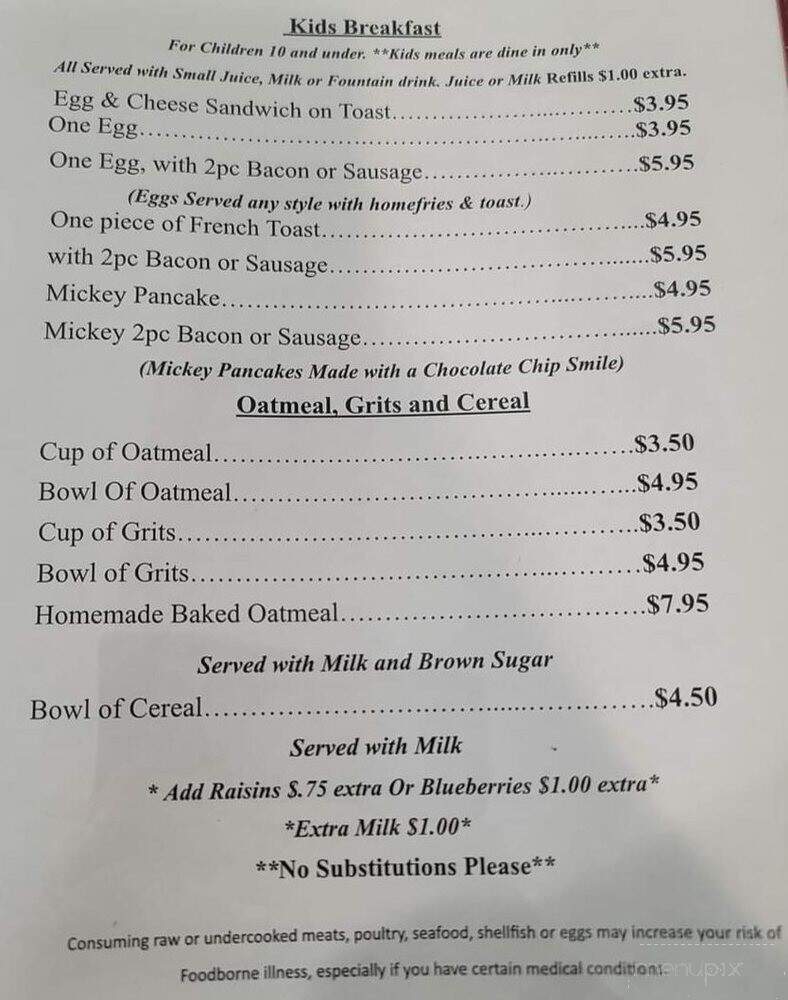 Kids Breakfast
For Children 10 and under. **Kids meals are dine in only**
All Served with Small Juice, Milk or Fountain drink. Juice or Milk Refills $1.00 extra.
Egg & Cheese Sandwich on Toast..............................$3.95
One Egg..............................$3.95
One Egg, with 2pc Bacon or Sausage..............................$5.95
(Eggs Served any style with homefries & toast.)
One piece of French Toast..............................$4.95
with 2pc Bacon or Sausage..............................$5.95
Mickey Pancake..............................$4.95
Mickey 2pc Bacon or Sausage..............................$5.95
(Mickey Pancakes Made with a Chocolate Chip Smile)
Oatmeal, Grits and Cereal
Cup of Oatmeal..............................$3.50
Bowl Of Oatmeal..............................$4.95
Cup of Grits..............................$3.50
Bowl of Grits..............................$4.95
Homemade Baked Oatmeal..............................$7.95
Served with Milk and Brown Sugar
Bowl of Cereal..............................$4.50
Served with Milk
* Add Raisins $.75 extra Or Blueberries $1.00 extra*
*Extra Milk $1.00*
**No Substitutions Please**
Consuming raw or undercooked meats, poultry, seafood, shellfish or eggs may increase your risk of
Foodborne illness, especially if you have certain medical conditions.
menupix